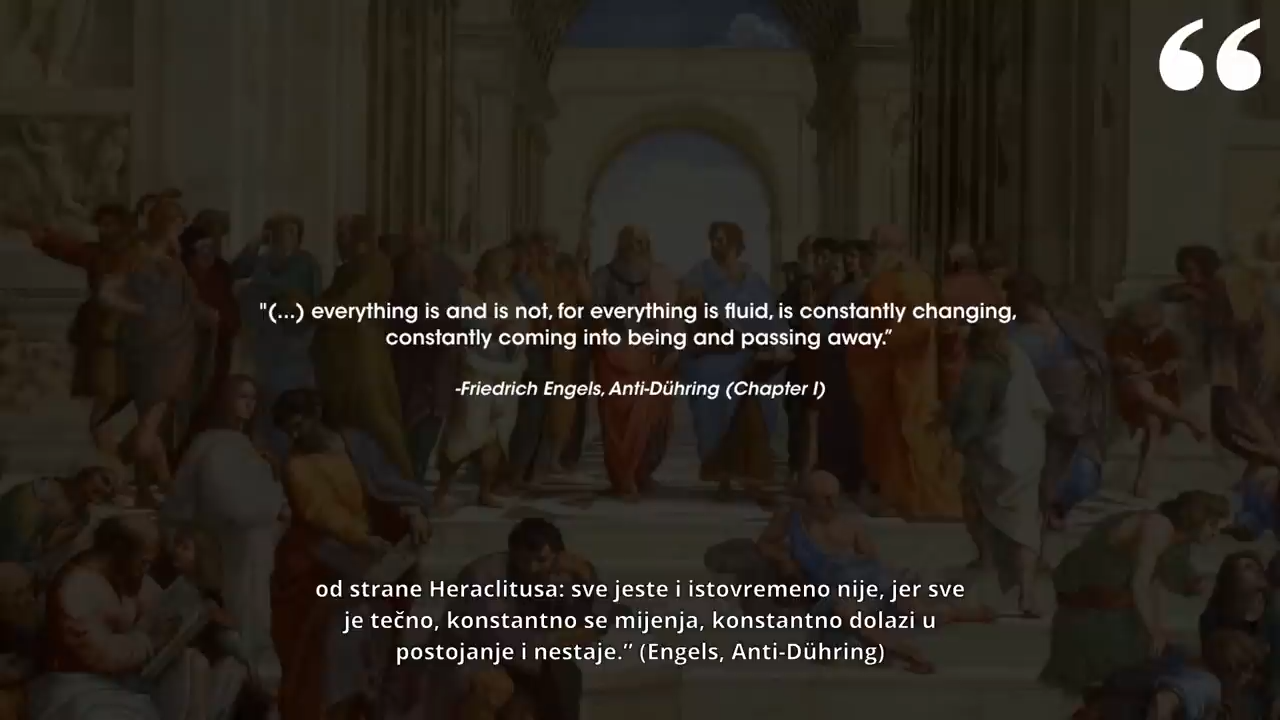 "(...) everything is and is not, for everything is fluid, is constantly changing,
constantly coming into being and passing away.”
-Friedrich Engels, Anti-Dühring (Chapter I)
od strane Heraclitusa: sve jeste i istovremeno nije, jer sve
je tečno, konstantno se mijenja, konstantno dolazi u
postojanje i nestaje.” (Engels, Anti-Dühring)